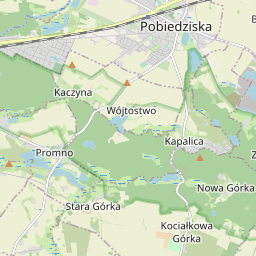 Pobiedziska
B
Kaczyna
Wójtostwo
Kapalica
Promno
Z
Nowa Górka
Stara Górka
Kociałkowa
Górka